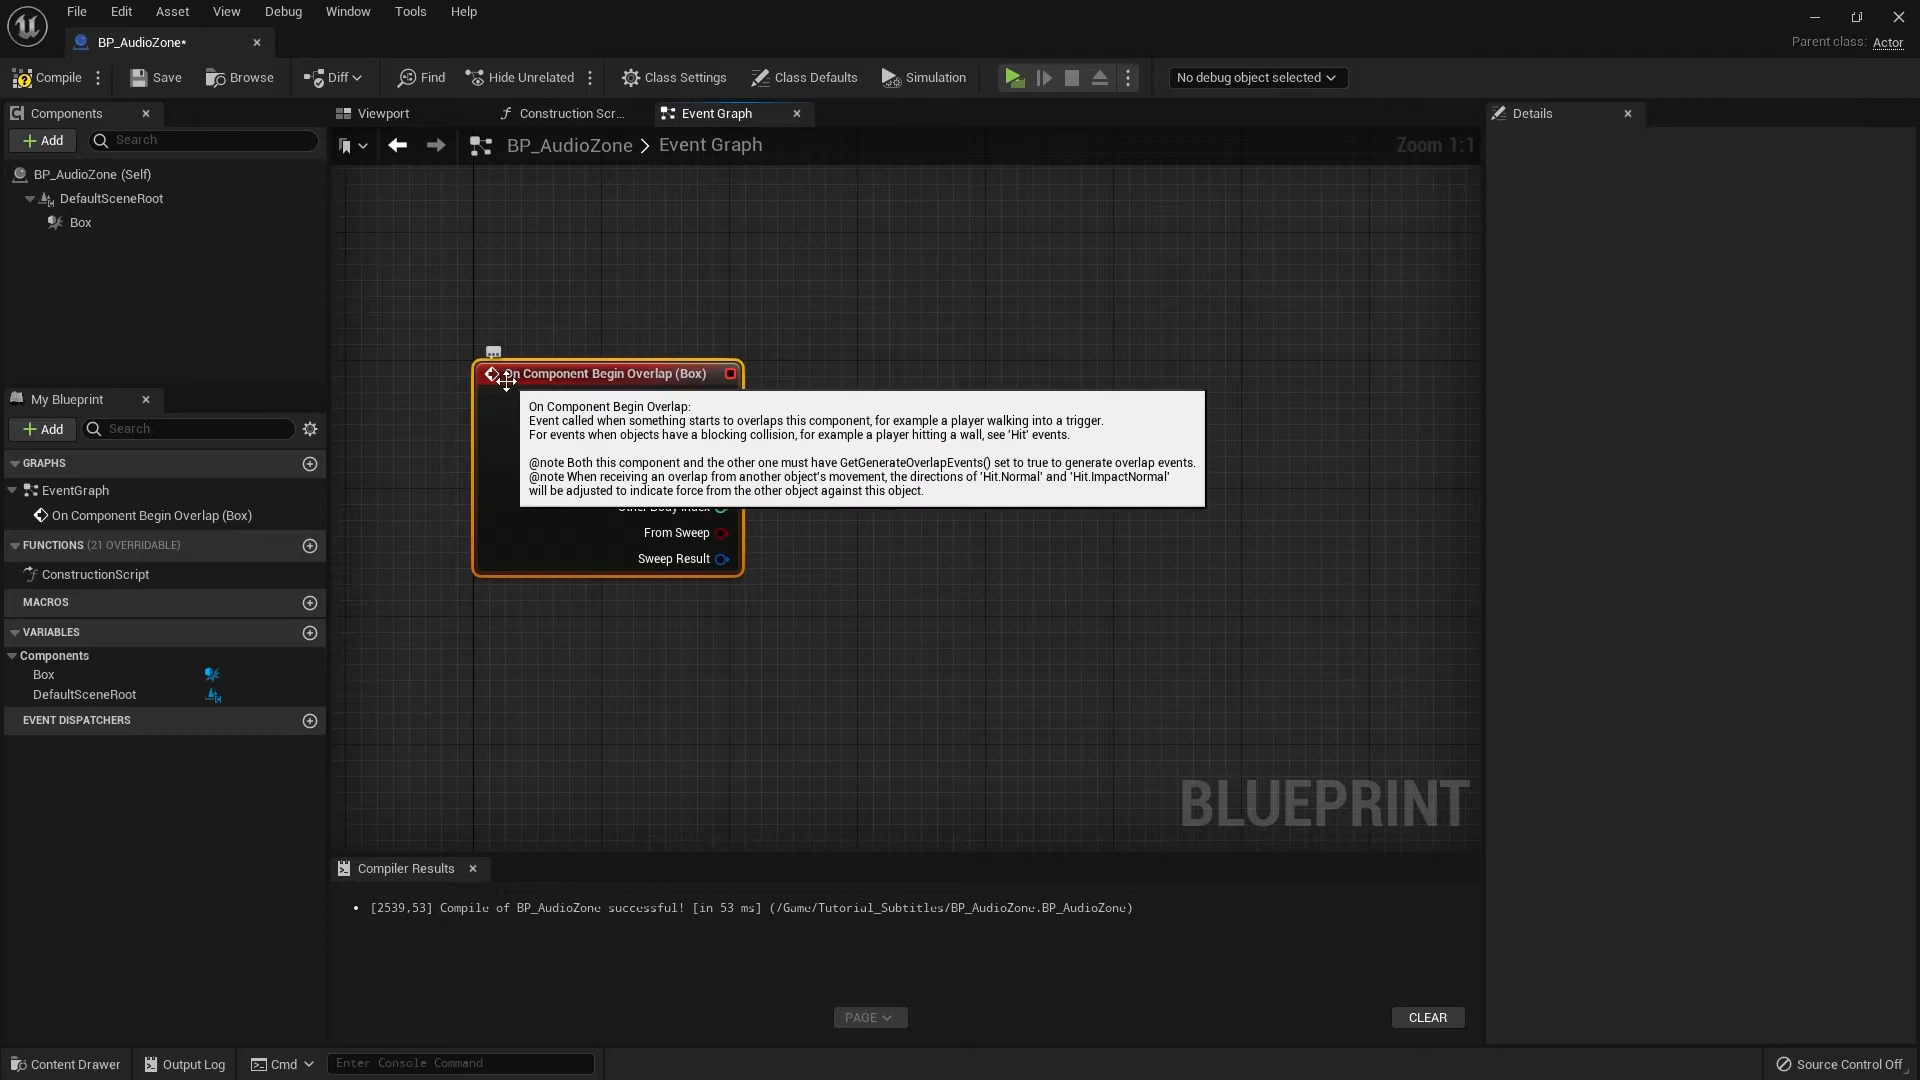 File Edit Asset View Debug Window Tools Help
BP_AudioZone*
Parent class: Actor
Compile Save Browse Diff Find Hide Unrelated Class Settings Class Defaults Simulation No debug object selected
Components
Viewport Construction Scr... Event Graph
Details
Add Search
BP_AudioZone > Event Graph
Zoom 1:1
BP_AudioZone (Self)
DefaultSceneRoot
Box
On Component Begin Overlap (Box)
On Component Begin Overlap:
Event called when something starts to overlaps this component, for example a player walking into a trigger.
For events when objects have a blocking collision, for example a player hitting a wall, see 'Hit' events.
@note Both this component and the other one must have GetGenerateOverlapEvents() set to true to generate overlap events.
@note When receiving an overlap from another object's movement, the directions of 'Hit.Normal' and 'Hit.ImpactNormal'
will be adjusted to indicate force from the other object against this object.
Other Body Index
From Sweep
Sweep Result
My Blueprint
Add Search
GRAPHS
EventGraph
On Component Begin Overlap (Box)
FUNCTIONS (21 OVERRIDABLE)
ConstructionScript
MACROS
VARIABLES
Components
Box
DefaultSceneRoot
EVENT DISPATCHERS
BLUEPRINT
Compiler Results
• [2539,53] Compile of BP_AudioZone successful! [in 53 ms] (/Game/Tutorial_Subtitles/BP_AudioZone.BP_AudioZone)
PAGE
CLEAR
Content Drawer Output Log Cmd Enter Console Command Source Control Off